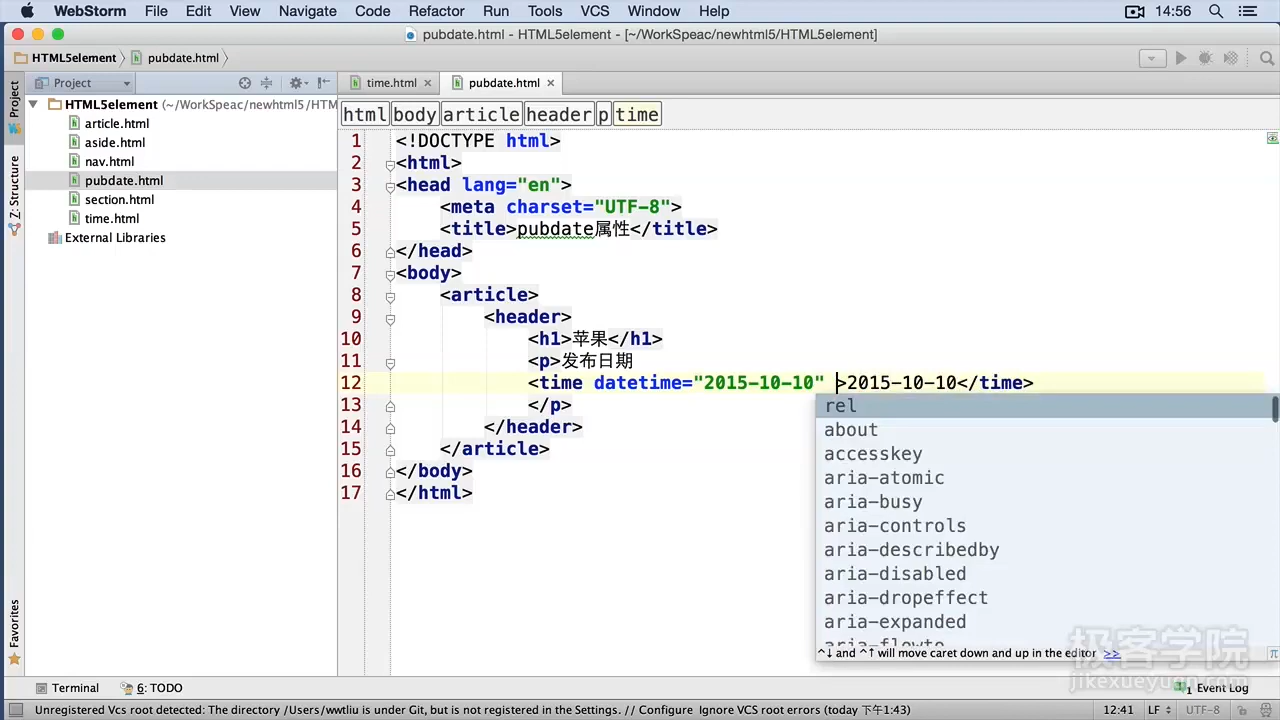 WebStorm File Edit View Navigate Code Refactor Run Tools VCS Window Help 14:56
pubdate.html - HTML5element - [~/WorkSpeac/newhtml5/HTML5element]
HTML5element pubdate.html
Project time.html pubdate.html
Project
Z: Structure
Favorites
HTML5element (~/WorkSpeac/newhtml5/HTM
article.html
aside.html
nav.html
pubdate.html
section.html
time.html
External Libraries
html body article header p time
1 <!DOCTYPE html>
2 <html>
3 <head lang="en">
4 <meta charset="UTF-8">
5 <title>pubdate属性</title>
6 </head>
7 <body>
8 <article>
9 <header>
10 <h1>苹果</h1>
11 <p>发布日期
12 <time datetime="2015-10-10" >2015-10-10</time>
13 </p>
14 </header>
15 </article>
16 </body>
17 </html>
rel
about
accesskey
aria-atomic
aria-busy
aria-controls
aria-describedby
aria-disabled
aria-dropeffect
aria-expanded
aria-flowto
^↓ and ^↑ will move caret down and up in the editor >>
极客学院
jikexueyuan.com
Terminal 6: TODO 1 Event Log
Unregistered Vcs root detected: The directory /Users/wwtliu is under Git, but is not registered in the Settings. // Configure Ignore VCS root errors (today 下午1:43) 12:41 LF UTF-8